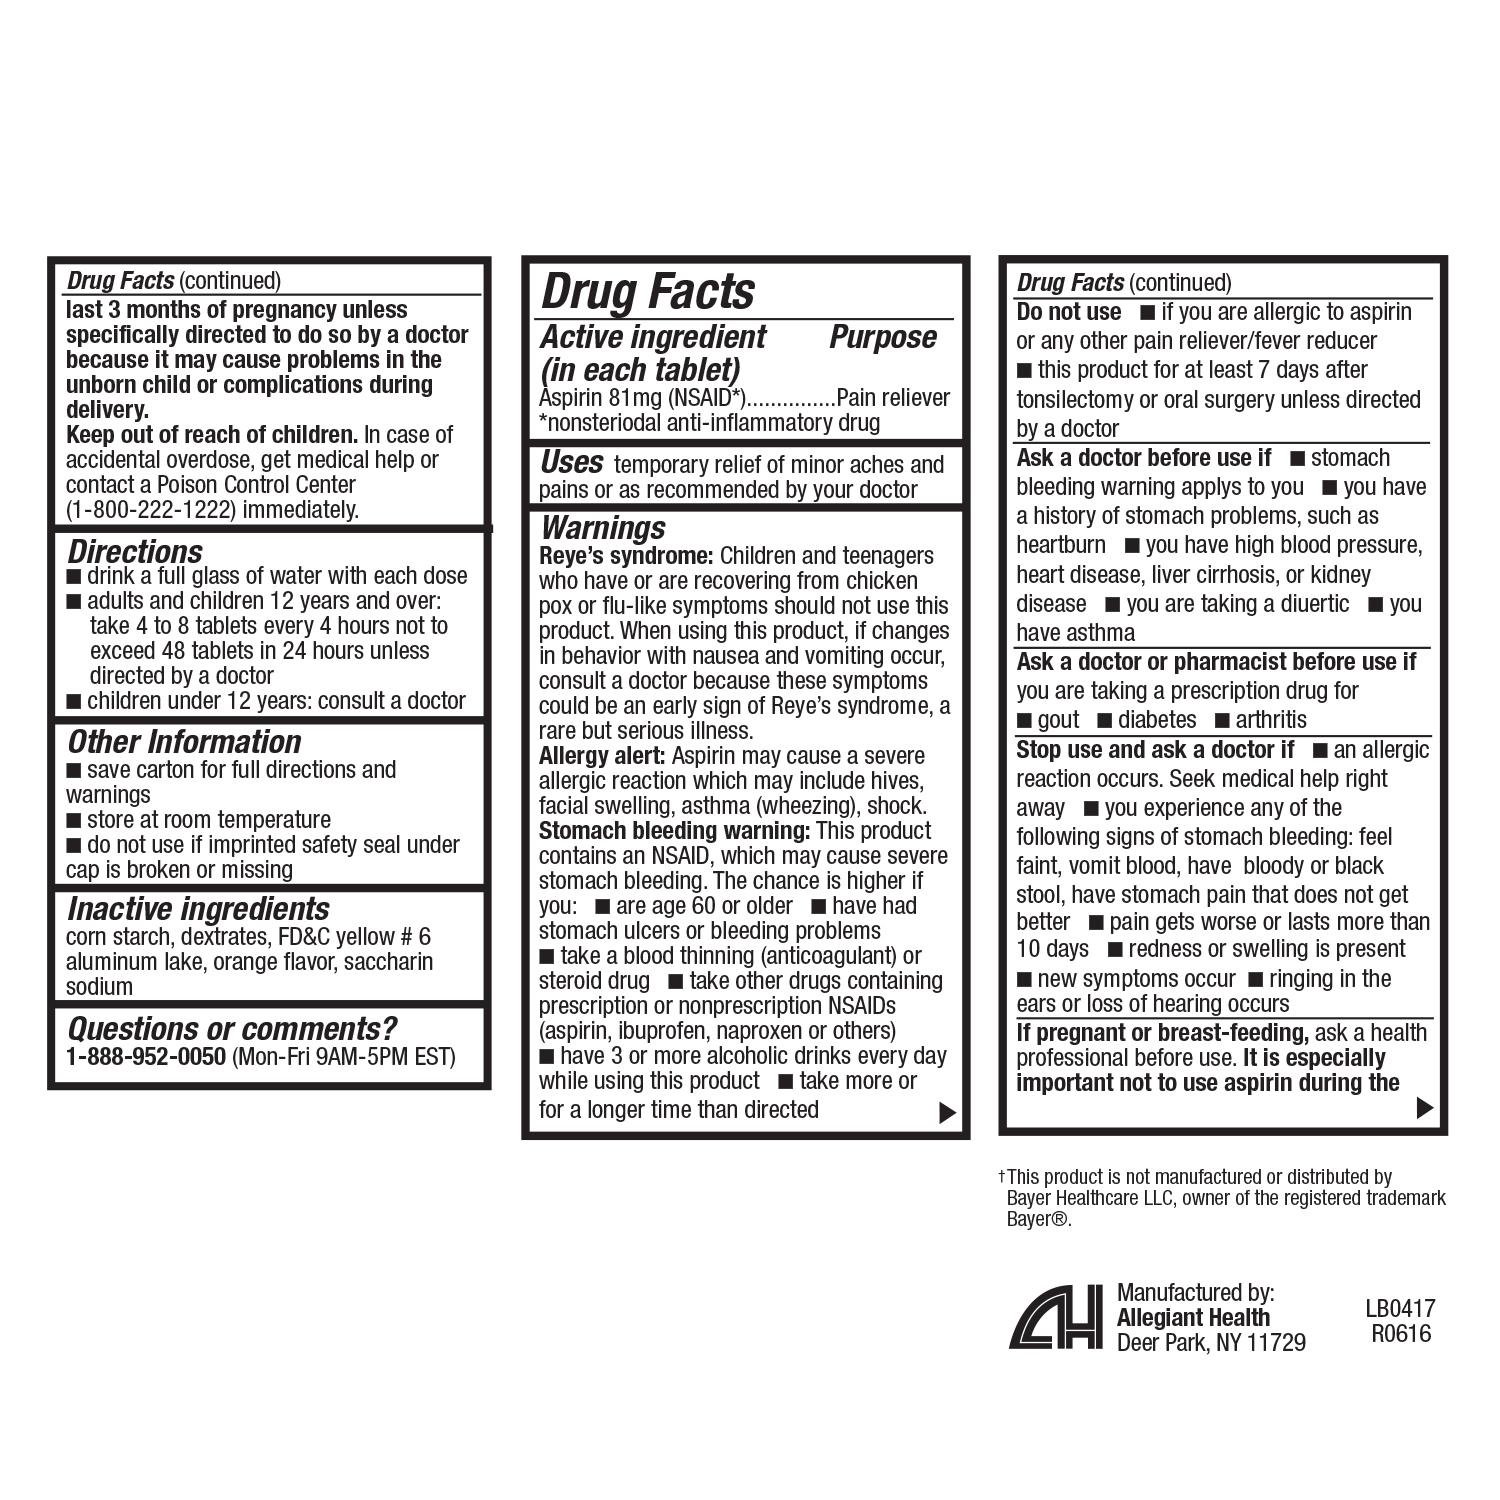 Drug Facts (continued)
last 3 months of pregnancy unless
specifically directed to do so by a doctor
because it may cause problems in the
unborn child or complications during
delivery.
Keep out of reach of children. In case of
accidental overdose, get medical help or
contact a Poison Control Center
(1-800-222-1222) immediately.
Directions
■ drink a full glass of water with each dose
■ adults and children 12 years and over:
take 4 to 8 tablets every 4 hours not to
exceed 48 tablets in 24 hours unless
directed by a doctor
■ children under 12 years: consult a doctor
Other Information
■ save carton for full directions and
warnings
■ store at room temperature
■ do not use if imprinted safety seal under
cap is broken or missing
Inactive ingredients
corn starch, dextrates, FD&C yellow # 6
aluminum lake, orange flavor, saccharin
sodium
Questions or comments?
1-888-952-0050 (Mon-Fri 9AM-5PM EST)
Drug Facts
Active ingredient Purpose
(in each tablet)
Aspirin 81mg (NSAID*)...............Pain reliever
*nonsteriodal anti-inflammatory drug
Uses temporary relief of minor aches and
pains or as recommended by your doctor
Warnings
Reye's syndrome: Children and teenagers
who have or are recovering from chicken
pox or flu-like symptoms should not use this
product. When using this product, if changes
in behavior with nausea and vomiting occur,
consult a doctor because these symptoms
could be an early sign of Reye's syndrome, a
rare but serious illness.
Allergy alert: Aspirin may cause a severe
allergic reaction which may include hives,
facial swelling, asthma (wheezing), shock.
Stomach bleeding warning: This product
contains an NSAID, which may cause severe
stomach bleeding. The chance is higher if
you: ■ are age 60 or older ■ have had
stomach ulcers or bleeding problems
■ take a blood thinning (anticoagulant) or
steroid drug ■ take other drugs containing
prescription or nonprescription NSAIDs
(aspirin, ibuprofen, naproxen or others)
■ have 3 or more alcoholic drinks every day
while using this product ■ take more or
for a longer time than directed
Drug Facts (continued)
Do not use ■ if you are allergic to aspirin
or any other pain reliever/fever reducer
■ this product for at least 7 days after
tonsilectomy or oral surgery unless directed
by a doctor
Ask a doctor before use if ■ stomach
bleeding warning applys to you ■ you have
a history of stomach problems, such as
heartburn ■ you have high blood pressure,
heart disease, liver cirrhosis, or kidney
disease ■ you are taking a diuertic ■ you
have asthma
Ask a doctor or pharmacist before use if
you are taking a prescription drug for
■ gout ■ diabetes ■ arthritis
Stop use and ask a doctor if ■ an allergic
reaction occurs. Seek medical help right
away ■ you experience any of the
following signs of stomach bleeding: feel
faint, vomit blood, have bloody or black
stool, have stomach pain that does not get
better ■ pain gets worse or lasts more than
10 days ■ redness or swelling is present
■ new symptoms occur ■ ringing in the
ears or loss of hearing occurs
If pregnant or breast-feeding, ask a health
professional before use. It is especially
important not to use aspirin during the
†This product is not manufactured or distributed by
Bayer Healthcare LLC, owner of the registered trademark
Bayer®.
AH
Manufactured by:
Allegiant Health
Deer Park, NY 11729
LB0417
R0616